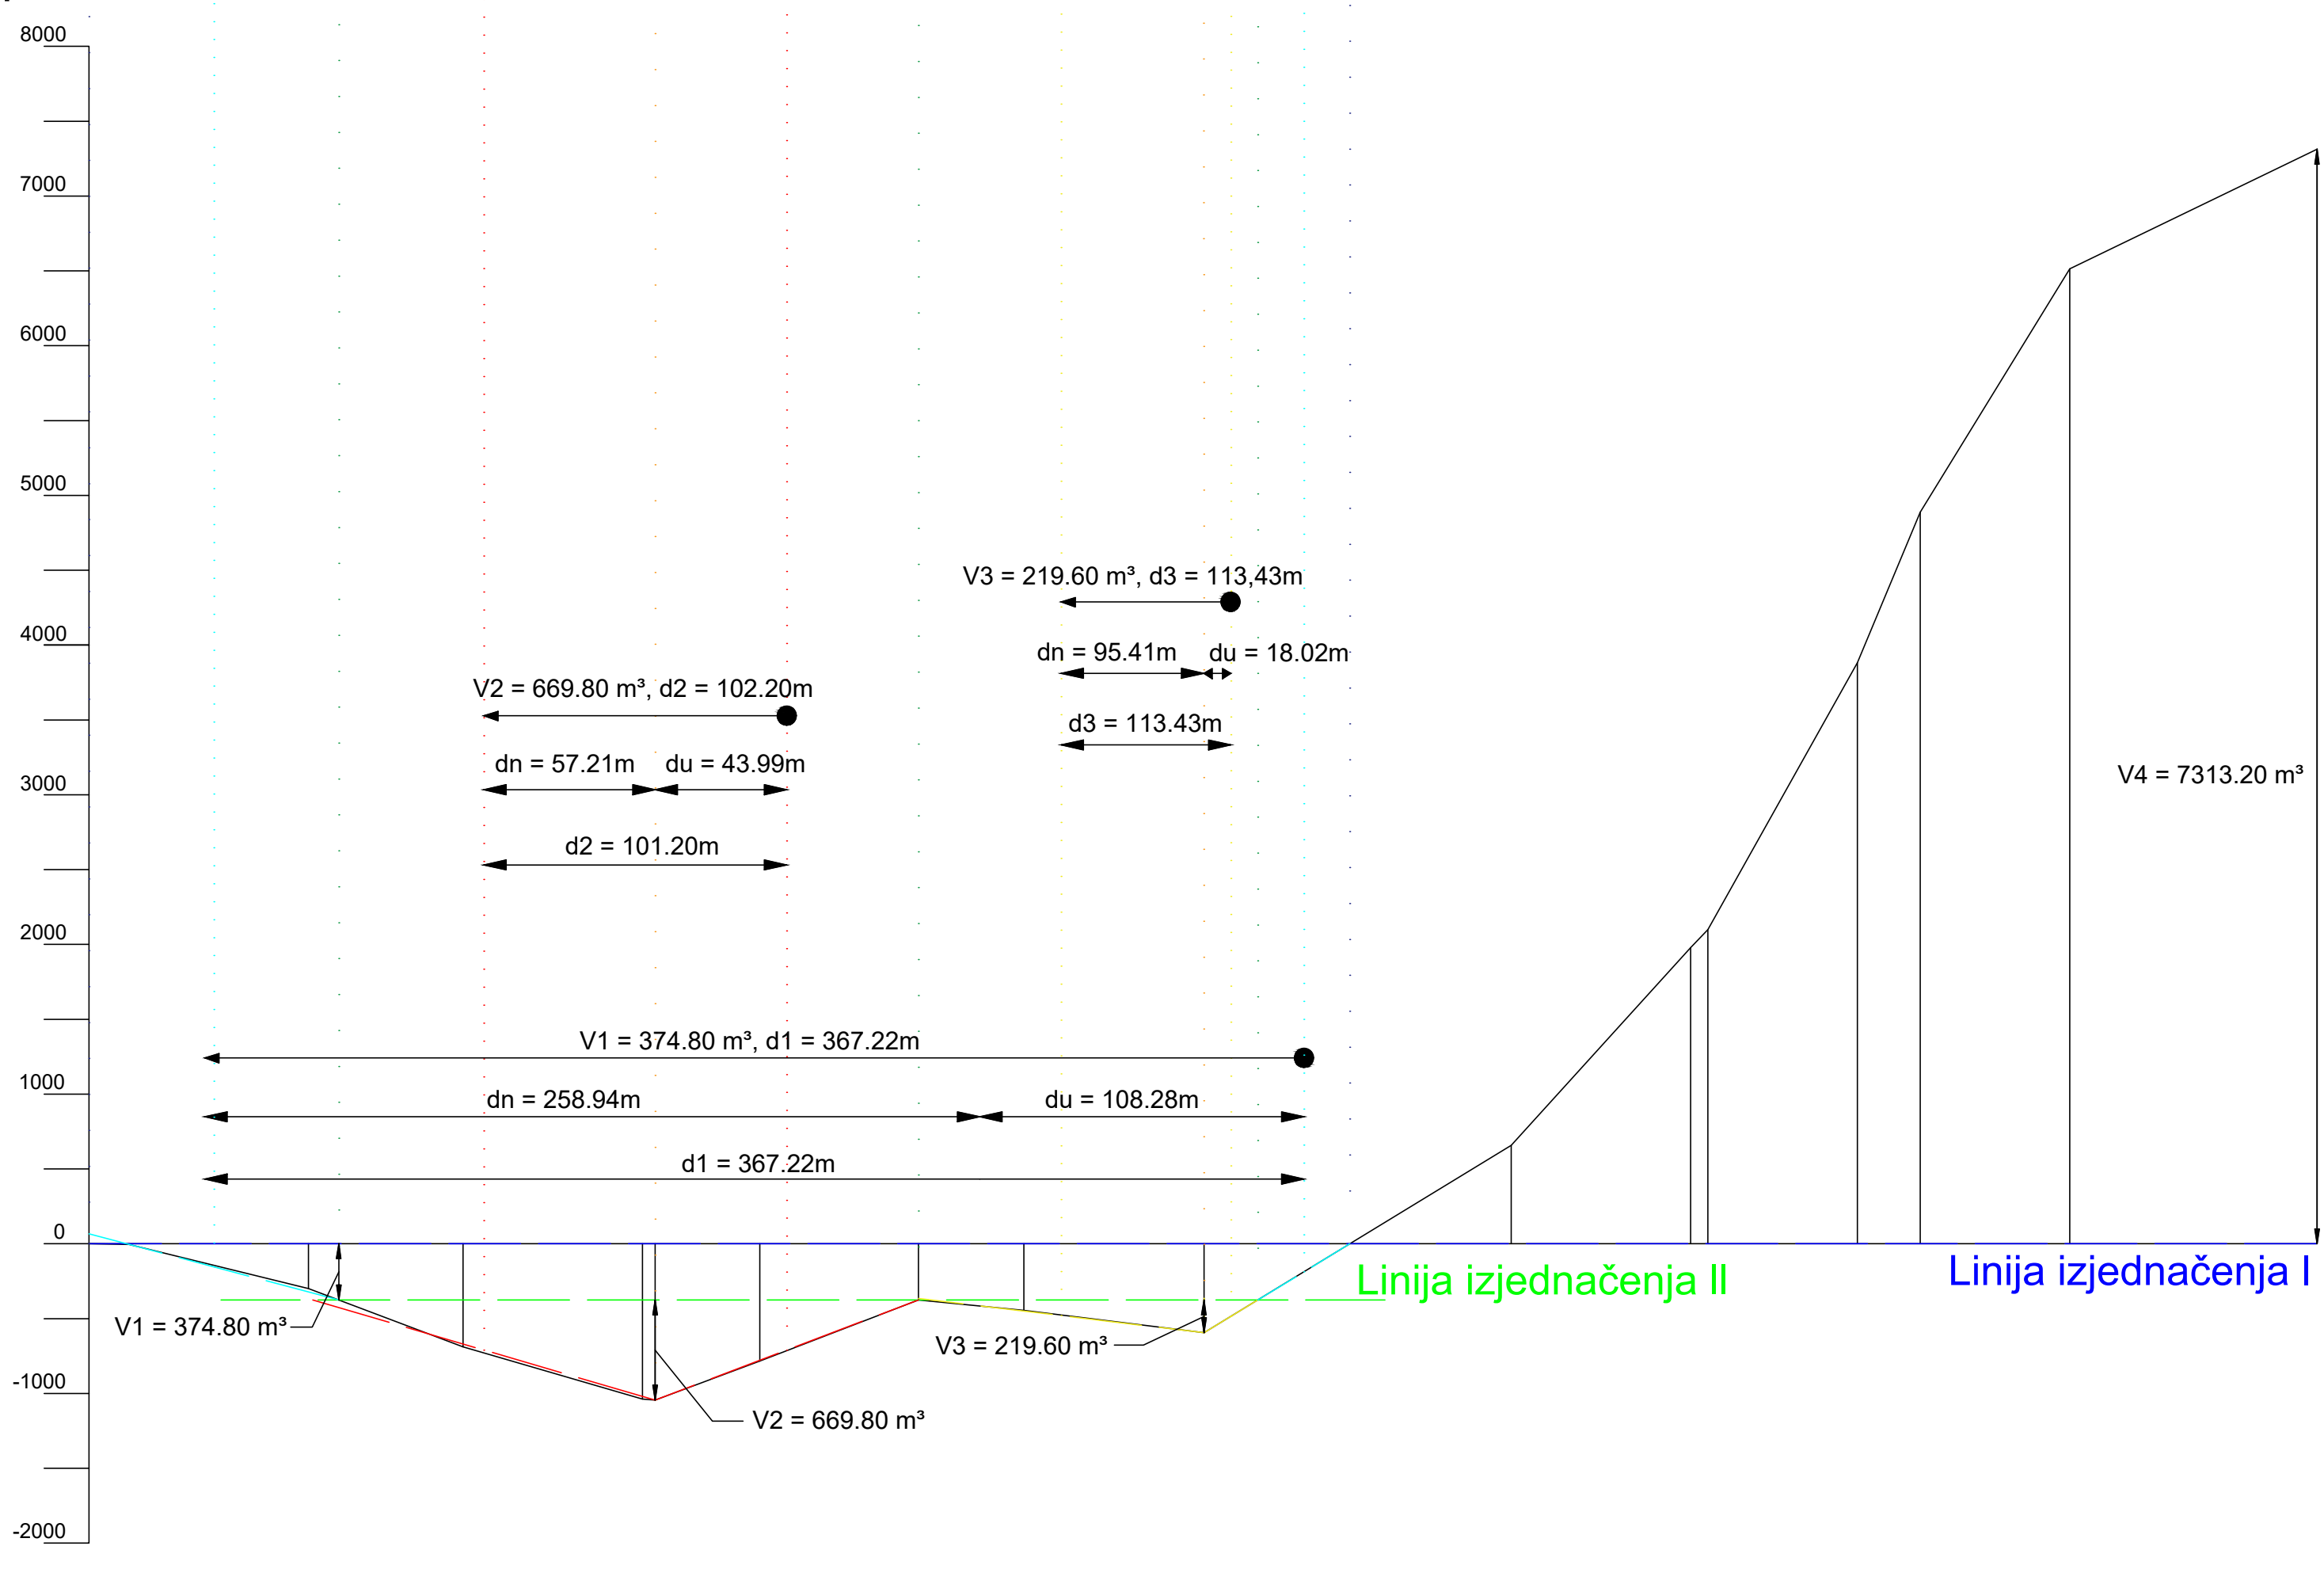 8000
7000
6000
5000
V3 = 219.60 m³, d3 = 113,43m
4000
dn = 95.41m
du = 18.02m
V2 = 669.80 m³, d2 = 102.20m
d3 = 113.43m
dn = 57.21m
du = 43.99m
V4 = 7313.20 m³
3000
d2 = 101.20m
2000
V1 = 374.80 m³, d1 = 367.22m
1000
dn = 258.94m
du = 108.28m
d1 = 367.22m
0
Linija izjednačenja II
Linija izjednačenja I
V1 = 374.80 m³
V3 = 219.60 m³
-1000
V2 = 669.80 m³
-2000